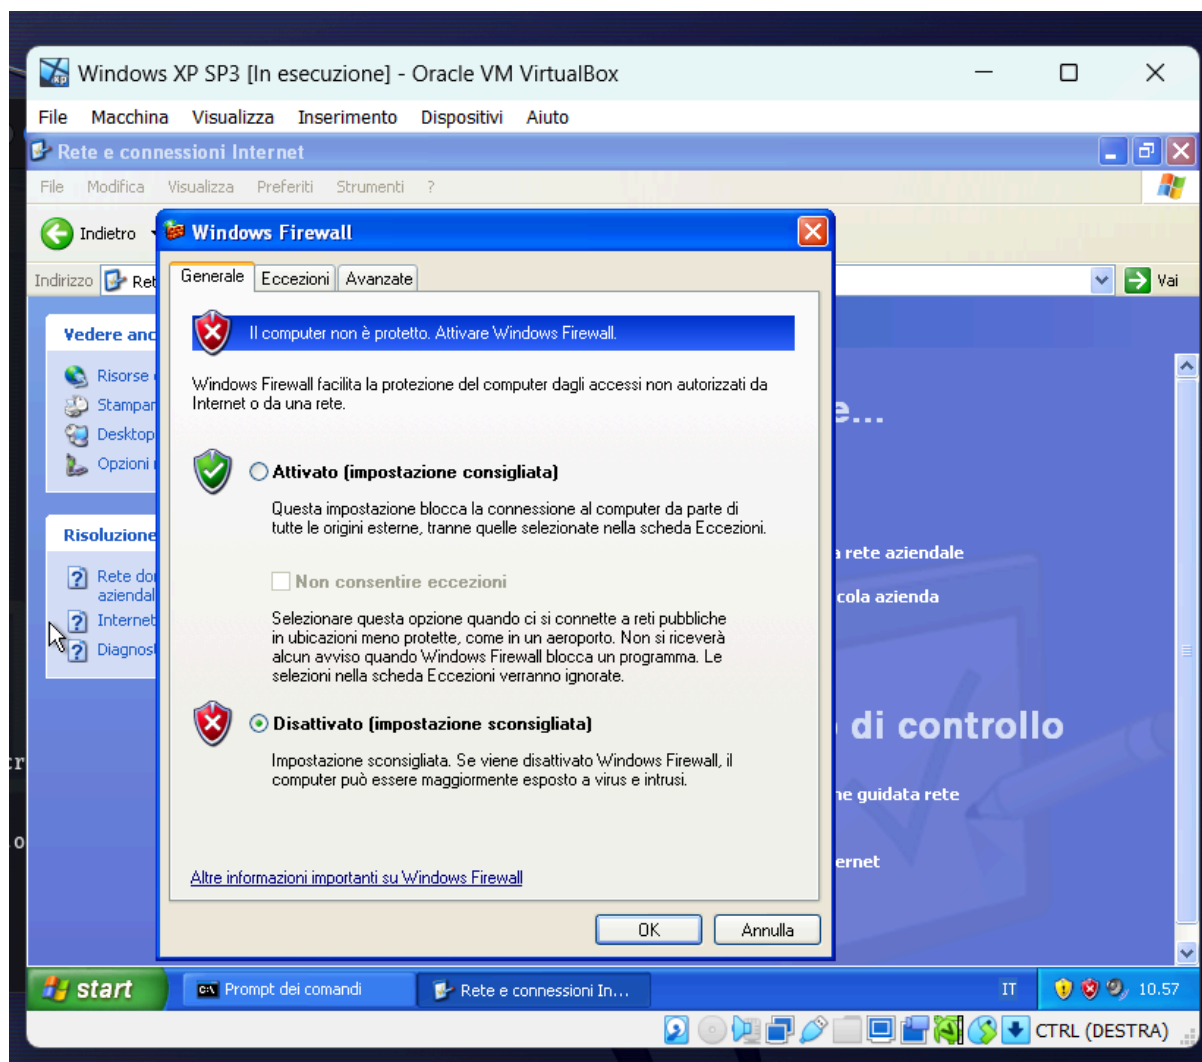 Windows XP SP3 [In esecuzione] - Oracle VM VirtualBox
File Macchina Visualizza Inserimento Dispositivi Aiuto
Rete e connessioni Internet
File Modifica Visualizza Preferiti Strumenti ?
Indietro
Windows Firewall
Indirizzo Ret
Vai
Generale Eccezioni Avanzate
Il computer non è protetto. Attivare Windows Firewall.
Windows Firewall facilita la protezione del computer dagli accessi non autorizzati da
Internet o da una rete.
Attivato (impostazione consigliata)
Questa impostazione blocca la connessione al computer da parte di
tutte le origini esterne, tranne quelle selezionate nella scheda Eccezioni.
Non consentire eccezioni
Selezionare questa opzione quando ci si connette a reti pubbliche
in ubicazioni meno protette, come in un aeroporto. Non si riceverà
alcun avviso quando Windows Firewall blocca un programma. Le
selezioni nella scheda Eccezioni verranno ignorate.
Disattivato (impostazione sconsigliata)
Impostazione sconsigliata. Se viene disattivato Windows Firewall, il
computer può essere maggiormente esposto a virus e intrusi.
Altre informazioni importanti su Windows Firewall
OK Annulla
Vedere anc
Risorse
Stampan
Desktop
Opzioni
Risoluzione
Rete do
aziendal
Internet
Diagnost
e...
a rete aziendale
cola azienda
di controllo
ne guidata rete
ernet
start Prompt dei comandi Rete e connessioni In... IT 10.57
CTRL (DESTRA)